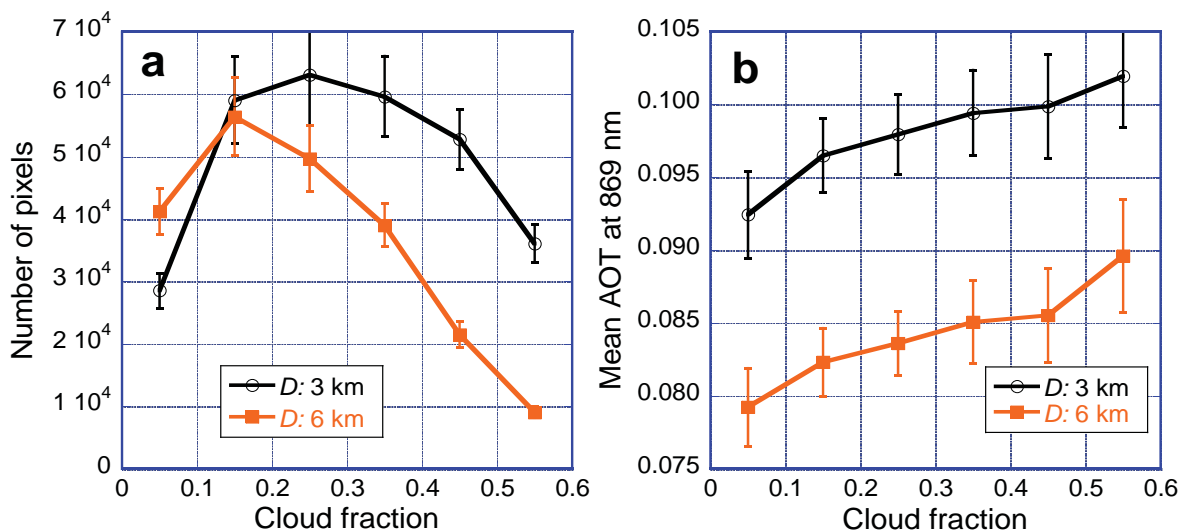 a
Number of pixels
7 10⁴
6 10⁴
5 10⁴
4 10⁴
3 10⁴
2 10⁴
1 10⁴
0
D: 3 km
D: 6 km
0 0.1 0.2 0.3 0.4 0.5 0.6
Cloud fraction
b
Mean AOT at 869 nm
0.105
0.100
0.095
0.090
0.085
0.080
0.075
D: 3 km
D: 6 km
0 0.1 0.2 0.3 0.4 0.5 0.6
Cloud fraction